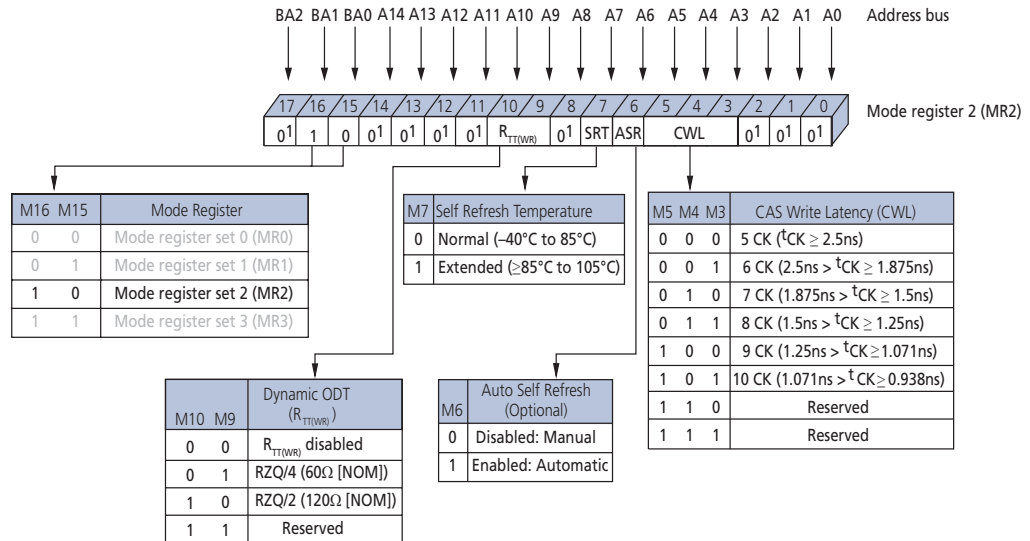 BA2 BA1 BA0 A14 A13 A12 A11 A10 A9 A8 A7 A6 A5 A4 A3 A2 A1 A0 Address bus
17 16 15 14 13 12 11 10 9 8 7 6 5 4 3 2 1 0 Mode register 2 (MR2)
0¹ 1 0 0¹ 0¹ 0¹ 0¹ R_TT(WR) 0¹ SRT ASR CWL 0¹ 0¹ 0¹
M16 M15 Mode Register
0 0 Mode register set 0 (MR0)
0 1 Mode register set 1 (MR1)
1 0 Mode register set 2 (MR2)
1 1 Mode register set 3 (MR3)
M7 Self Refresh Temperature
0 Normal (–40°C to 85°C)
1 Extended (≥85°C to 105°C)
M5 M4 M3 CAS Write Latency (CWL)
0 0 0 5 CK (ᵗCK ≥ 2.5ns)
0 0 1 6 CK (2.5ns > ᵗCK ≥ 1.875ns)
0 1 0 7 CK (1.875ns > ᵗCK ≥ 1.5ns)
0 1 1 8 CK (1.5ns > ᵗCK ≥ 1.25ns)
1 0 0 9 CK (1.25ns > ᵗCK ≥ 1.071ns)
1 0 1 10 CK (1.071ns > ᵗCK ≥ 0.938ns)
1 1 0 Reserved
1 1 1 Reserved
M10 M9 Dynamic ODT
(R_TT(WR))
0 0 R_TT(WR) disabled
0 1 RZQ/4 (60Ω [NOM])
1 0 RZQ/2 (120Ω [NOM])
1 1 Reserved
M6 Auto Self Refresh
(Optional)
0 Disabled: Manual
1 Enabled: Automatic